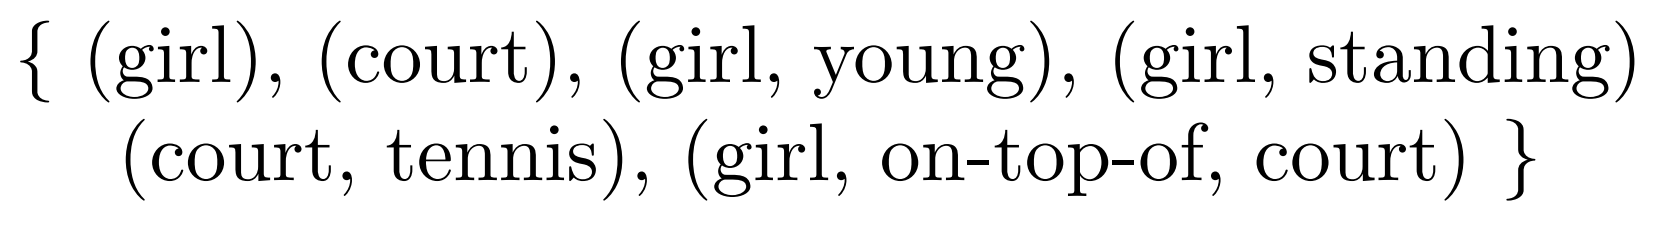 { (girl), (court), (girl, young), (girl, standing)
(court, tennis), (girl, on-top-of, court) }